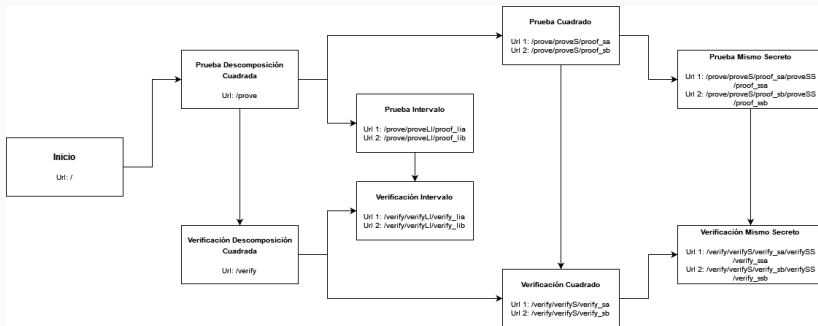 Prueba Cuadrado
Url 1: /prove/proveS/proof_sa
Url 2: /prove/proveS/proof_sb
Prueba Descomposición
Cuadrada
Url: /prove
Prueba Mismo Secreto
Url 1: /prove/proveS/proof_sa/proveSS
/proof_ssa
Url 2: /prove/proveS/proof_sb/proveSS
/proof_ssb
Prueba Intervalo
Url 1: /prove/proveLI/proof_lia
Url 2: /prove/proveLI/proof_lib
Inicio
Url: /
Verificación Intervalo
Url 1: /verify/verifyLI/verify_lia
Url 2: /verify/verifyLI/verify_lib
Verificación Descomposición
Cuadrada
Url: /verify
Verificación Mismo Secreto
Url 1: /verify/verifyS/verify_sa/verifySS
/verify_ssa
Url 2: /verify/verifyS/verify_sb/verifySS
/verify_ssb
Verificación Cuadrado
Url 1: /verify/verifyS/verify_sa
Url 2: /verify/verifyS/verify_sb